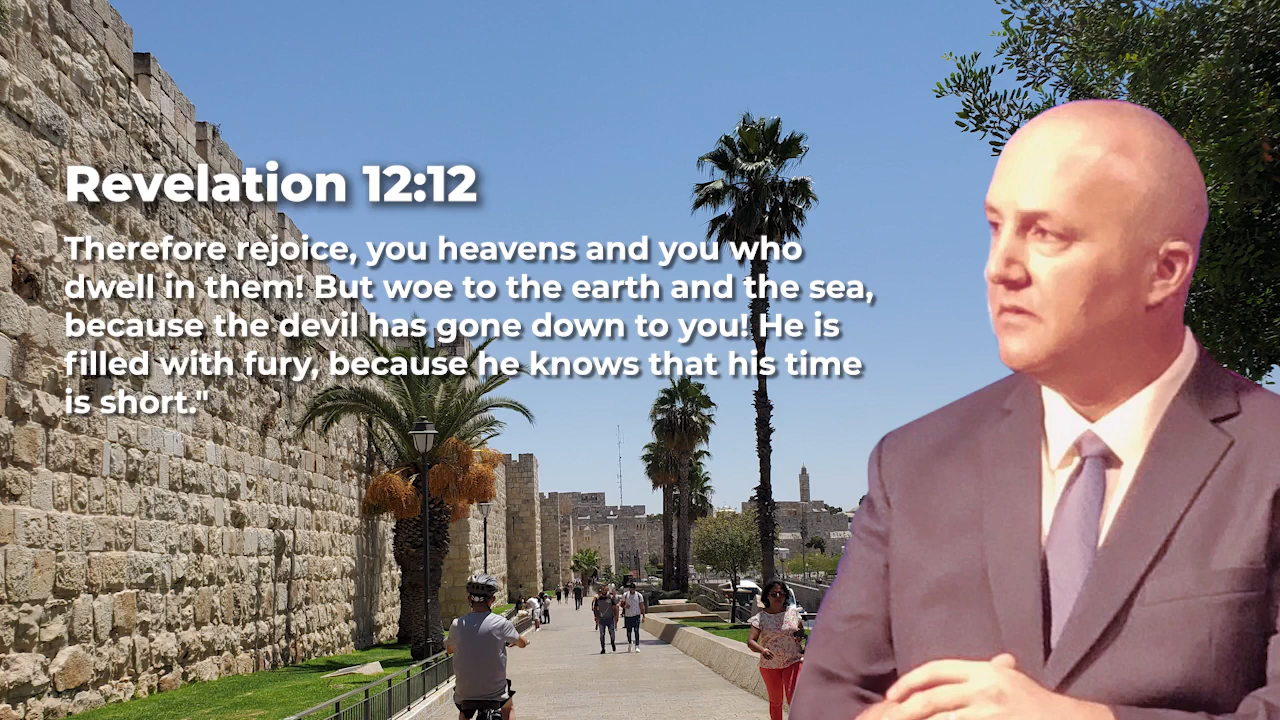 Revelation 12:12
Therefore rejoice, you heavens and you who
dwell in them! But woe to the earth and the sea,
because the devil has gone down to you! He is
filled with fury, because he knows that his time
is short."